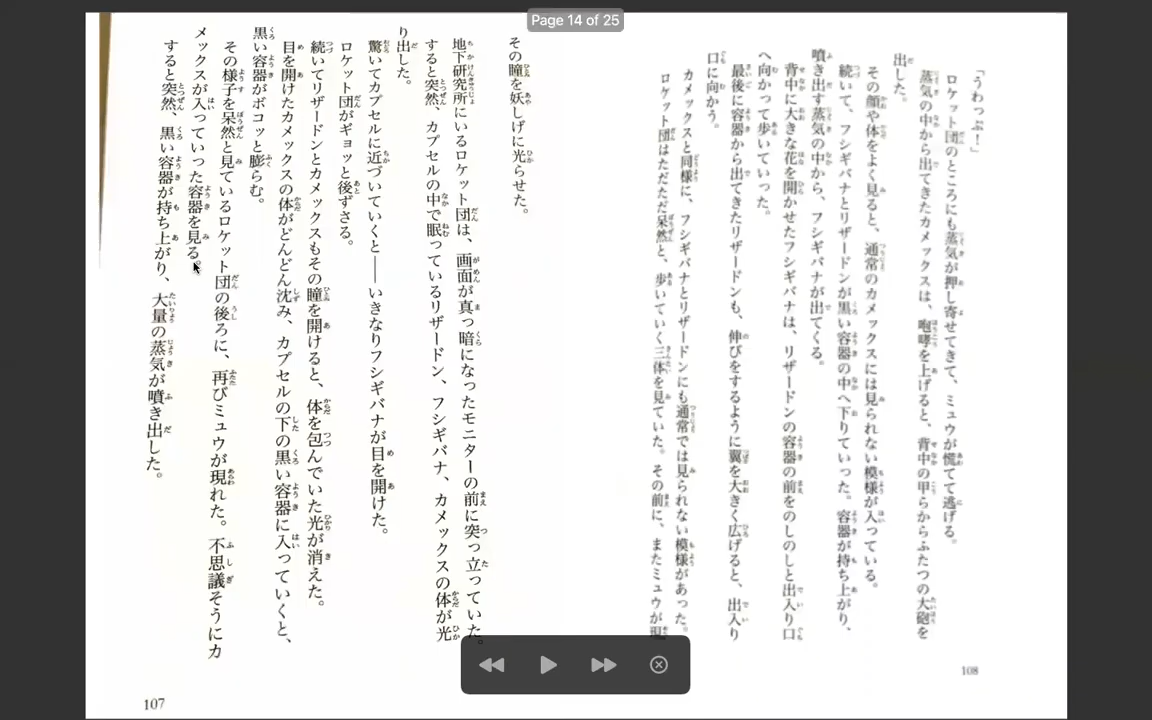 Page 14 of 25
その瞳を妖しげに光らせた。
地下研究所にいるロケット団は、画面が真っ暗になったモニターの前に突っ立っていた。
すると突然、カプセルの中で眠っているリザードン、フシギバナ、カメックスの体が光
り出した。
驚いてカプセルに近づいていくと――いきなりフシギバナが目を開けた。
ロケット団がギョッと後ずさる。
続いてリザードンとカメックスもその瞳を開けると、体を包んでいた光が消えた。
目を開けたカメックスの体がどんどん沈み、カプセルの下の黒い容器に入っていくと、
黒い容器がボコッと膨らむ。
その様子を呆然と見ているロケット団の後ろに、再びミュウが現れた。不思議そうにカ
メックスが入っていった容器を見る。
すると突然、黒い容器が持ち上がり、大量の蒸気が噴き出した。
107
「うわっぷ！」
ロケット団のところにも蒸気が押し寄せてきて、ミュウが慌てて逃げる。
蒸気の中から出てきたカメックスは、咆哮を上げると、背中の甲らからふたつの大砲を
出した。
その顔や体をよく見ると、通常のカメックスには見られない模様が入っている。
続いて、フシギバナとリザードンが黒い容器の中へ下りていった。容器が持ち上がり、
噴き出す蒸気の中から、フシギバナが出てくる。
背中に大きな花を開かせたフシギバナは、リザードンの容器の前をのしのしと出入り口
へ向かって歩いていった。
最後に容器から出てきたリザードンも、伸びをするように翼を大きく広げると、出入り
口に向かう。
カメックスと同様に、フシギバナとリザードンにも通常では見られない模様があった。
ロケット団はただただ呆然と、歩いていく三体を見ていた。その前に、またミュウが現
108